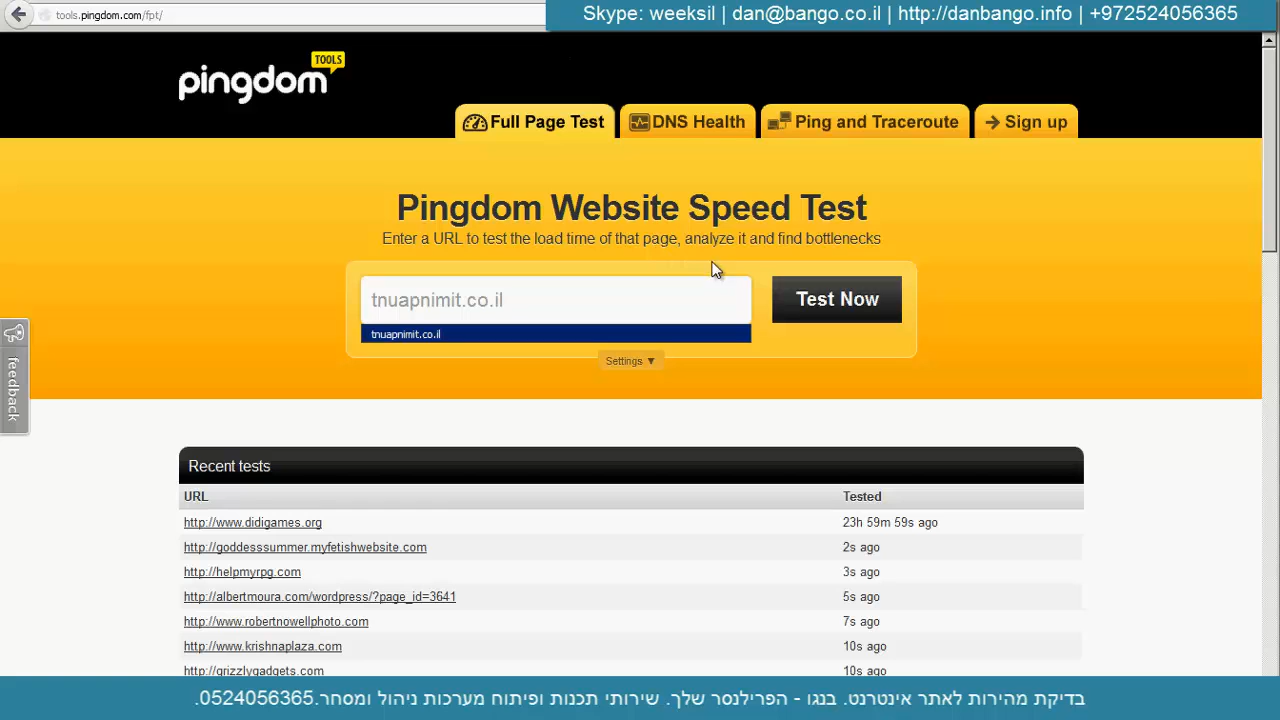 tools.pingdom.com/fpt/
Skype: weeksil | dan@bango.co.il | http://danbango.info | +972524056365
pingdom TOOLS
Full Page Test
DNS Health
Ping and Traceroute
Sign up
Pingdom Website Speed Test
Enter a URL to test the load time of that page, analyze it and find bottlenecks
tnuapnimit.co.il
Test Now
tnuapnimit.co.il
Settings ▼
feedback
Recent tests
URL Tested
http://www.didigames.org 23h 59m 59s ago
http://goddesssummer.myfetishwebsite.com 2s ago
http://helpmyrpg.com 3s ago
http://albertmoura.com/wordpress/?page_id=3641 5s ago
http://www.robertnowellphoto.com 7s ago
http://www.krishnaplaza.com 10s ago
http://grizzlygadgets.com 10s ago
בדיקת מהירות לאתר אינטרנט. בנגו - הפרילנסר שלך. שירותי תכנות ופיתוח מערכות ניהול ומסחר.0524056365.